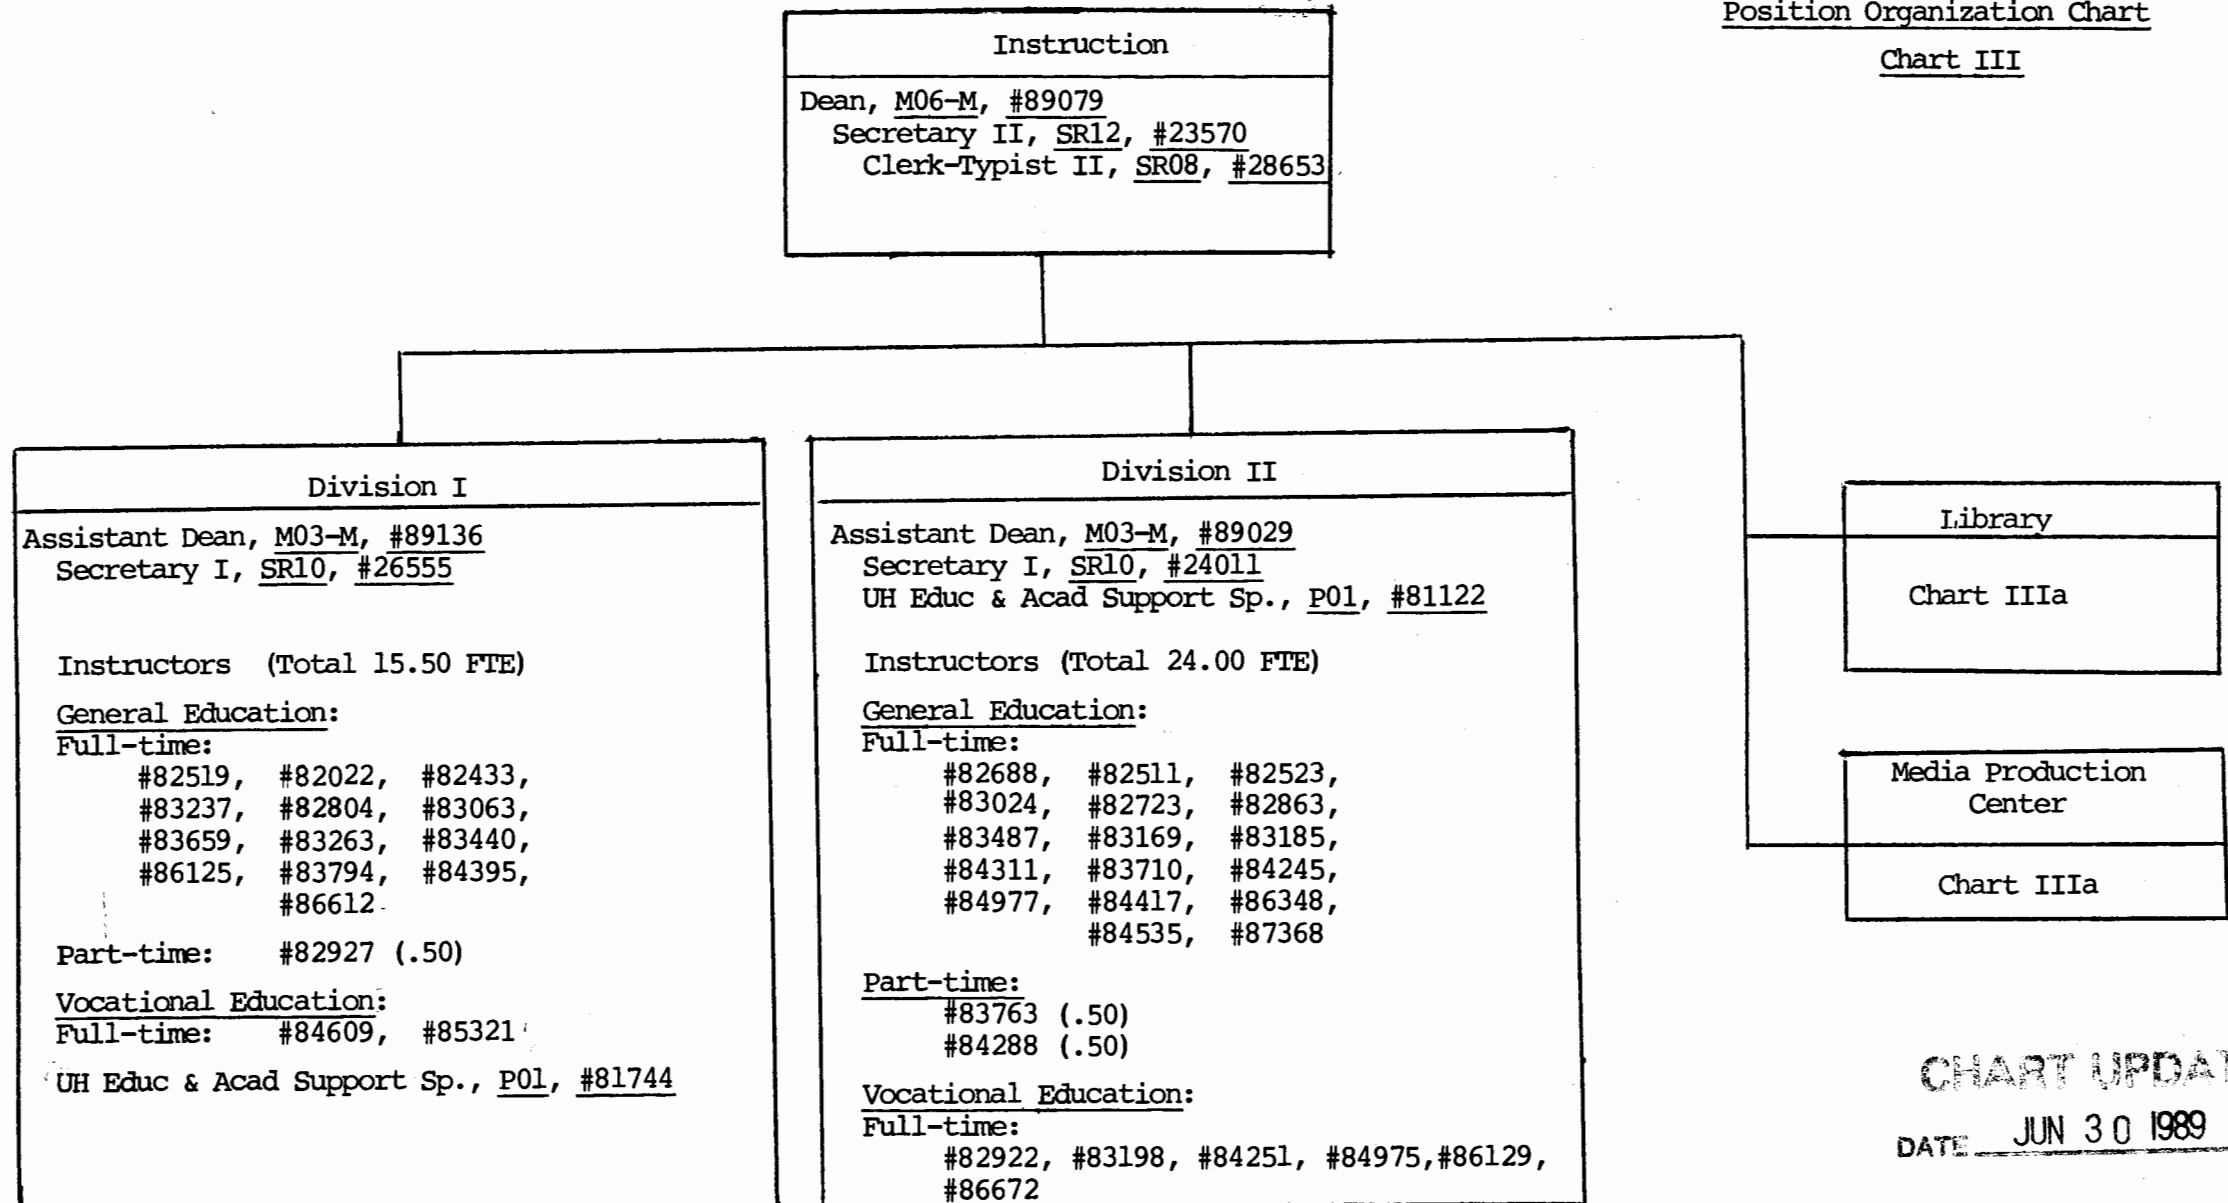 Position Organization Chart
Chart III
Instruction
Dean, M06-M, #89079
Secretary II, SR12, #23570
Clerk-Typist II, SR08, #28653
Division I
Assistant Dean, M03-M, #89136
Secretary I, SR10, #26555
Instructors (Total 15.50 FTE)
General Education:
Full-time:
#82519, #82022, #82433,
#83237, #82804, #83063,
#83659, #83263, #83440,
#86125, #83794, #84395,
#86612
Part-time: #82927 (.50)
Vocational Education:
Full-time: #84609, #85321
UH Educ & Acad Support Sp., P01, #81744
Division II
Assistant Dean, M03-M, #89029
Secretary I, SR10, #24011
UH Educ & Acad Support Sp., P01, #81122
Instructors (Total 24.00 FTE)
General Education:
Full-time:
#82688, #82511, #82523,
#83024, #82723, #82863,
#83487, #83169, #83185,
#84311, #83710, #84245,
#84977, #84417, #86348,
#84535, #87368
Part-time:
#83763 (.50)
#84288 (.50)
Vocational Education:
Full-time:
#82922, #83198, #84251, #84975,#86129,
#86672
Library
Chart IIIa
Media Production
Center
Chart IIIa
CHART UPDAT
DATE JUN 30 1989